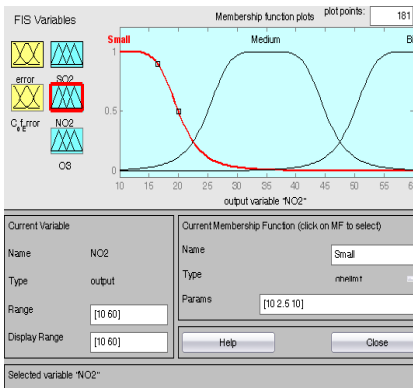 FIS Variables
Membership function plots
plot points:
181
error
SO2
NO2
O3
Small
Medium
1
0.5
0
10 15 20 25 30 35 40 45 50 55
output variable "NO2"
Current Variable
Name NO2
Type output
Range [10 60]
Display Range [10 60]
Current Membership Function (click on MF to select)
Name Small
Type gbellmf
Params [10 2.5 10]
Help Close
Selected variable "NO2"